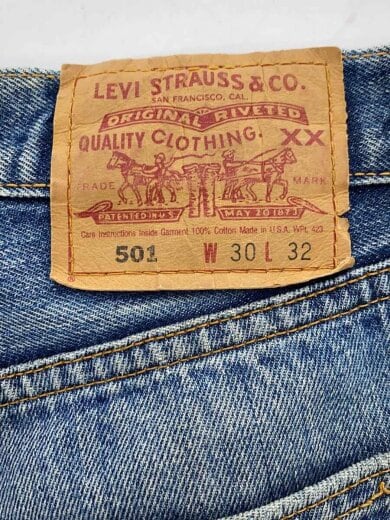 LEVI STRAUSS & CO.
SAN FRANCISCO, CAL.
ORIGINAL RIVETED
QUALITY CLOTHING. XX
TRADE MARK
PATENTED IN U.S. MAY 20 1873
Care Instructions Inside Garment 100% Cotton Made in U.S.A. WPL 423
501 W 30 L 32